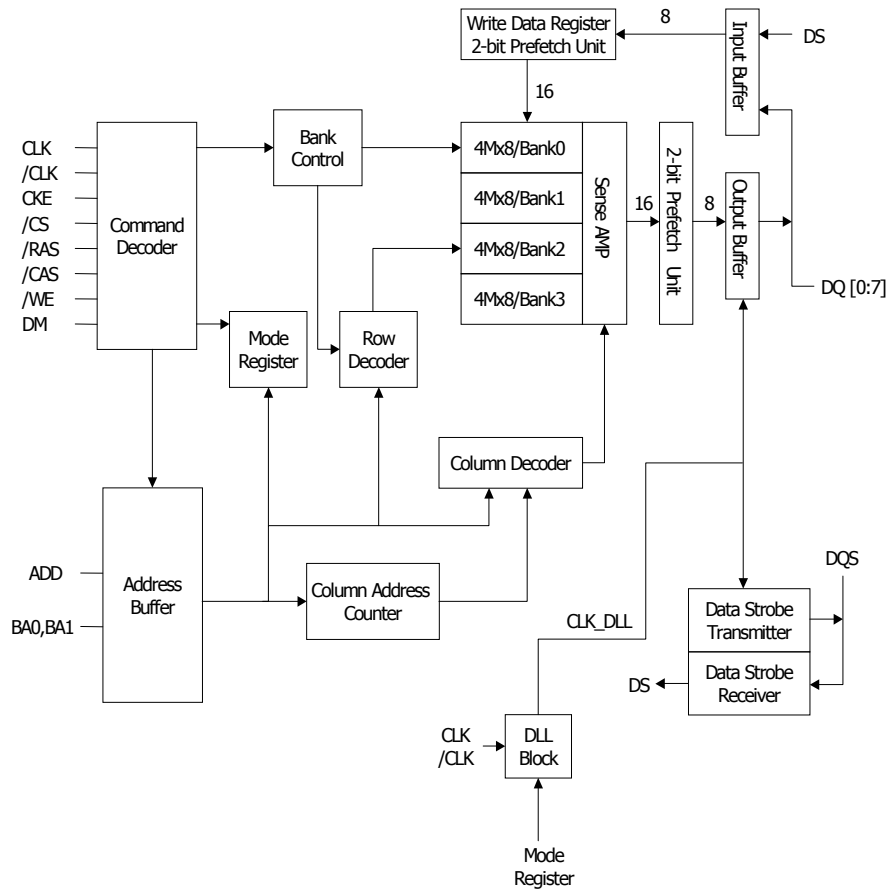 Write Data Register
2-bit Prefetch Unit
8
Input Buffer
DS
16
Bank
Control
4Mx8/Bank0
4Mx8/Bank1
4Mx8/Bank2
4Mx8/Bank3
Sense AMP
16
2-bit Prefetch Unit
8
Output Buffer
DQ [0:7]
CLK
/CLK
CKE
/CS
/RAS
/CAS
/WE
DM
Command
Decoder
Mode
Register
Row
Decoder
Column Decoder
ADD
BA0,BA1
Address
Buffer
Column Address
Counter
CLK_DLL
DQS
Data Strobe
Transmitter
Data Strobe
Receiver
DS
CLK
/CLK
DLL
Block
Mode
Register